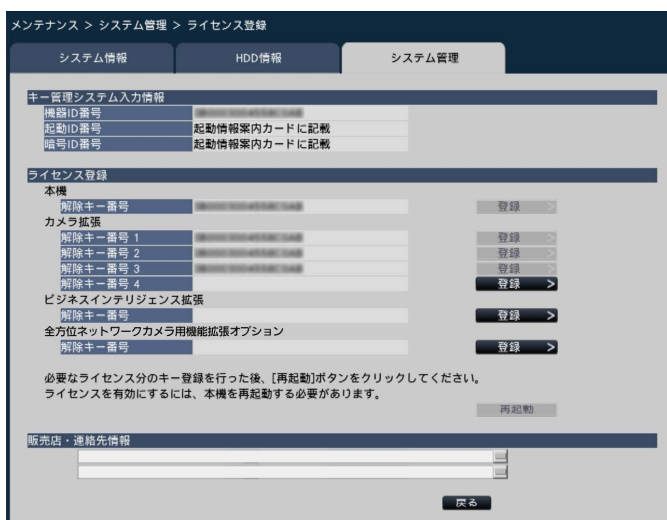 メンテナンス > システム管理 > ライセンス登録
システム情報 HDD情報 システム管理
キー管理システム入力情報
機器ID番号
起動ID番号 起動情報案内カードに記載
暗号ID番号 起動情報案内カードに記載
ライセンス登録
本機
解除キー番号 登録 >
カメラ拡張
解除キー番号 1 登録 >
解除キー番号 2 登録 >
解除キー番号 3 登録 >
解除キー番号 4 登録 >
ビジネスインテリジェンス拡張
解除キー番号 登録 >
全方位ネットワークカメラ用機能拡張オプション
解除キー番号 登録 >
必要なライセンス分のキー登録を行った後、[再起動]ボタンをクリックしてください。
ライセンスを有効にするには、本機を再起動する必要があります。
再起動
販売店・連絡先情報
戻る